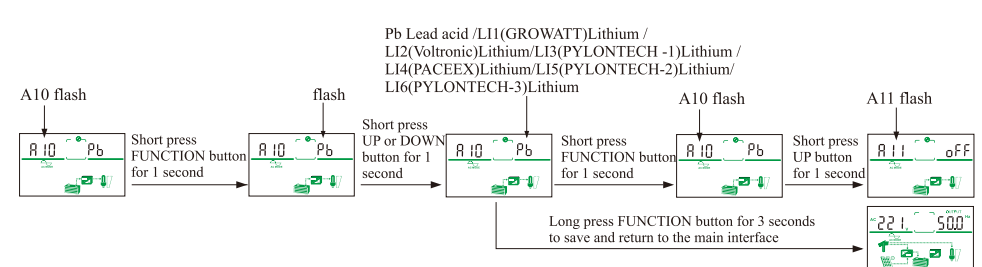 Pb Lead acid /LI1(GROWATT)Lithium /
LI2(Voltronic)Lithium/LI3(PYLONTECH -1)Lithium /
LI4(PACEEX)Lithium/LI5(PYLONTECH-2)Lithium/
LI6(PYLONTECH-3)Lithium
A10 flash
flash
A10 flash
A11 flash
A10 Pb
Short press
FUNCTION button
for 1 second
A10 Pb
Short press
UP or DOWN
button for 1
second
A10 Pb
Short press
FUNCTION button
for 1 second
A10 Pb
Short press
UP button
for 1 second
A11 oFF
Long press FUNCTION button for 3 seconds
to save and return to the main interface
OUTPUT
AC 221. 50.0 Hz